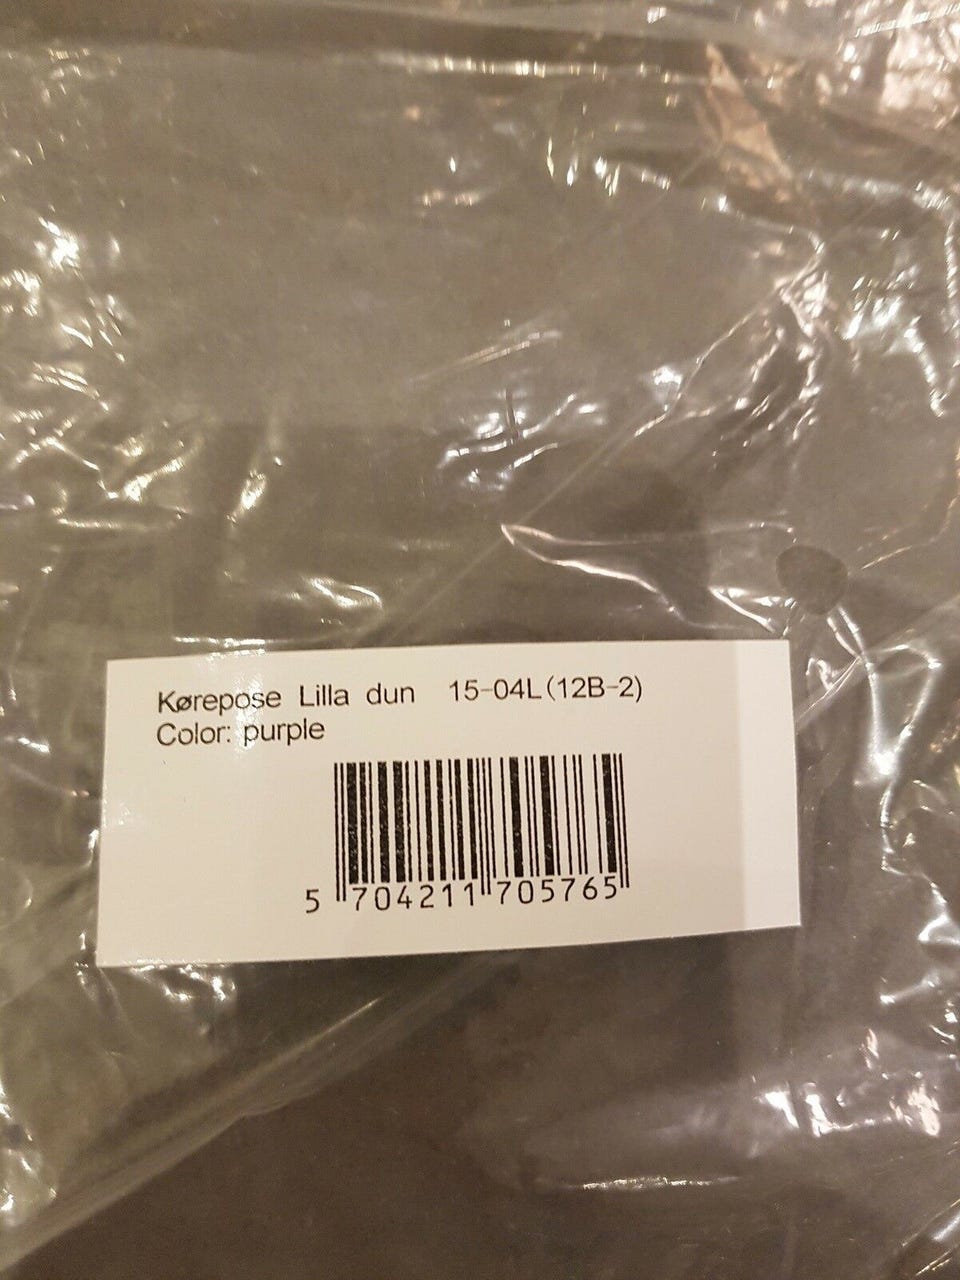 Kørepose Lilla dun 15-04L(12B-2)
Color: purple
5 704211 705765